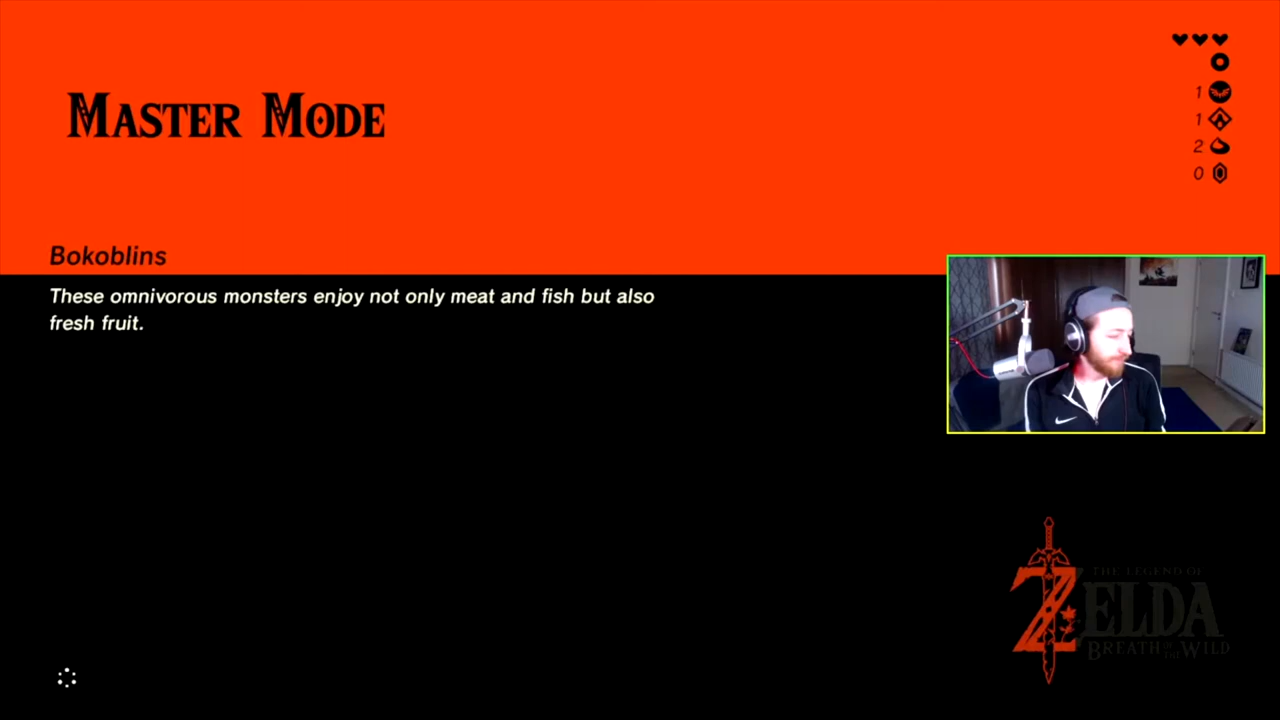 MASTER MODE
1
1
2
0
Bokoblins
These omnivorous monsters enjoy not only meat and fish but also
fresh fruit.
THE LEGEND OF
ZELDA
BREATH OF THE WILD